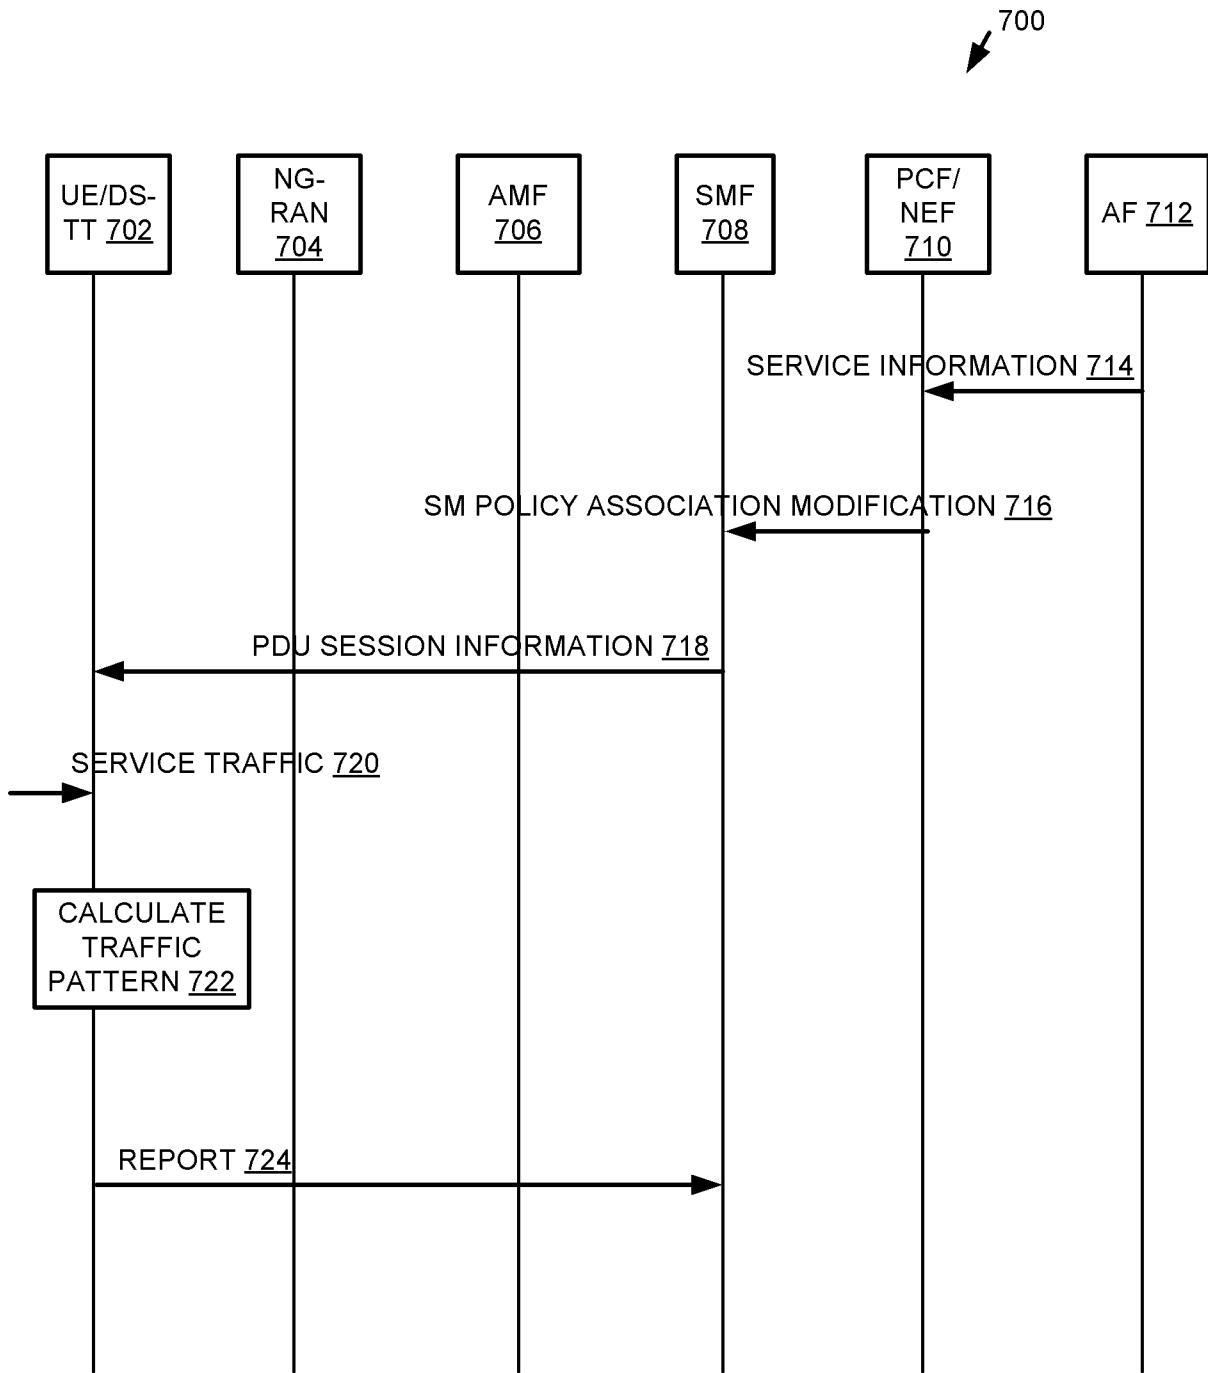 700
UE/DS-
TT 702
NG-
RAN
704
AMF
706
SMF
708
PCF/
NEF
710
AF 712
SERVICE INFORMATION 714
SM POLICY ASSOCIATION MODIFICATION 716
PDU SESSION INFORMATION 718
SERVICE TRAFFIC 720
CALCULATE
TRAFFIC
PATTERN 722
REPORT 724